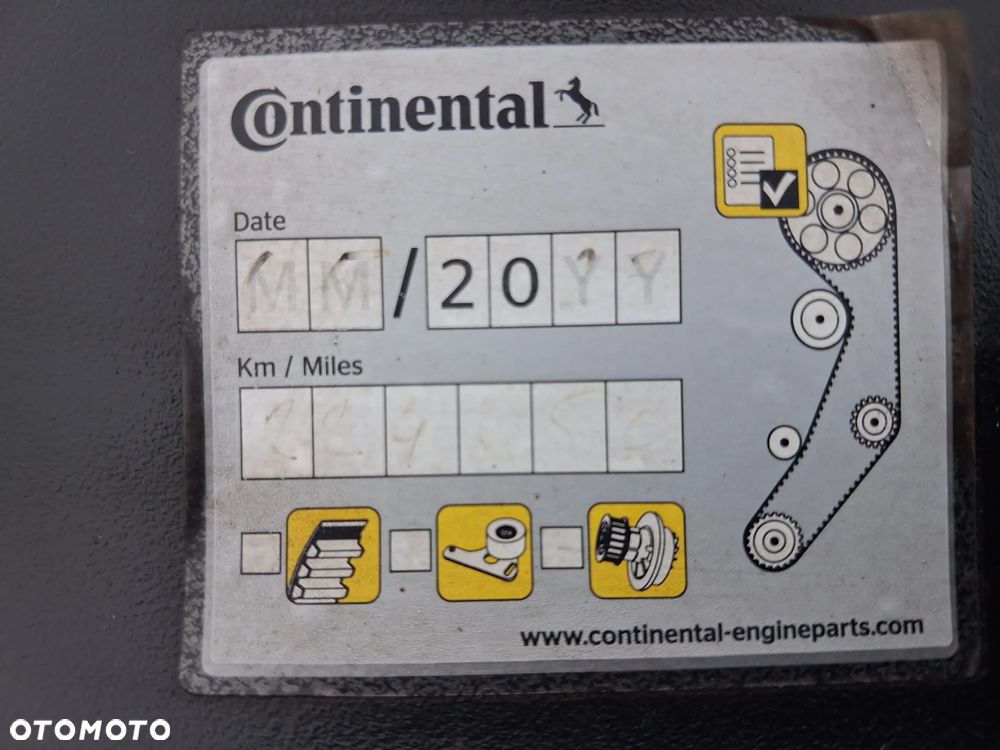 Continental
Date
MM/20YY
Km / Miles
www.continental-engineparts.com
OTOMOTO